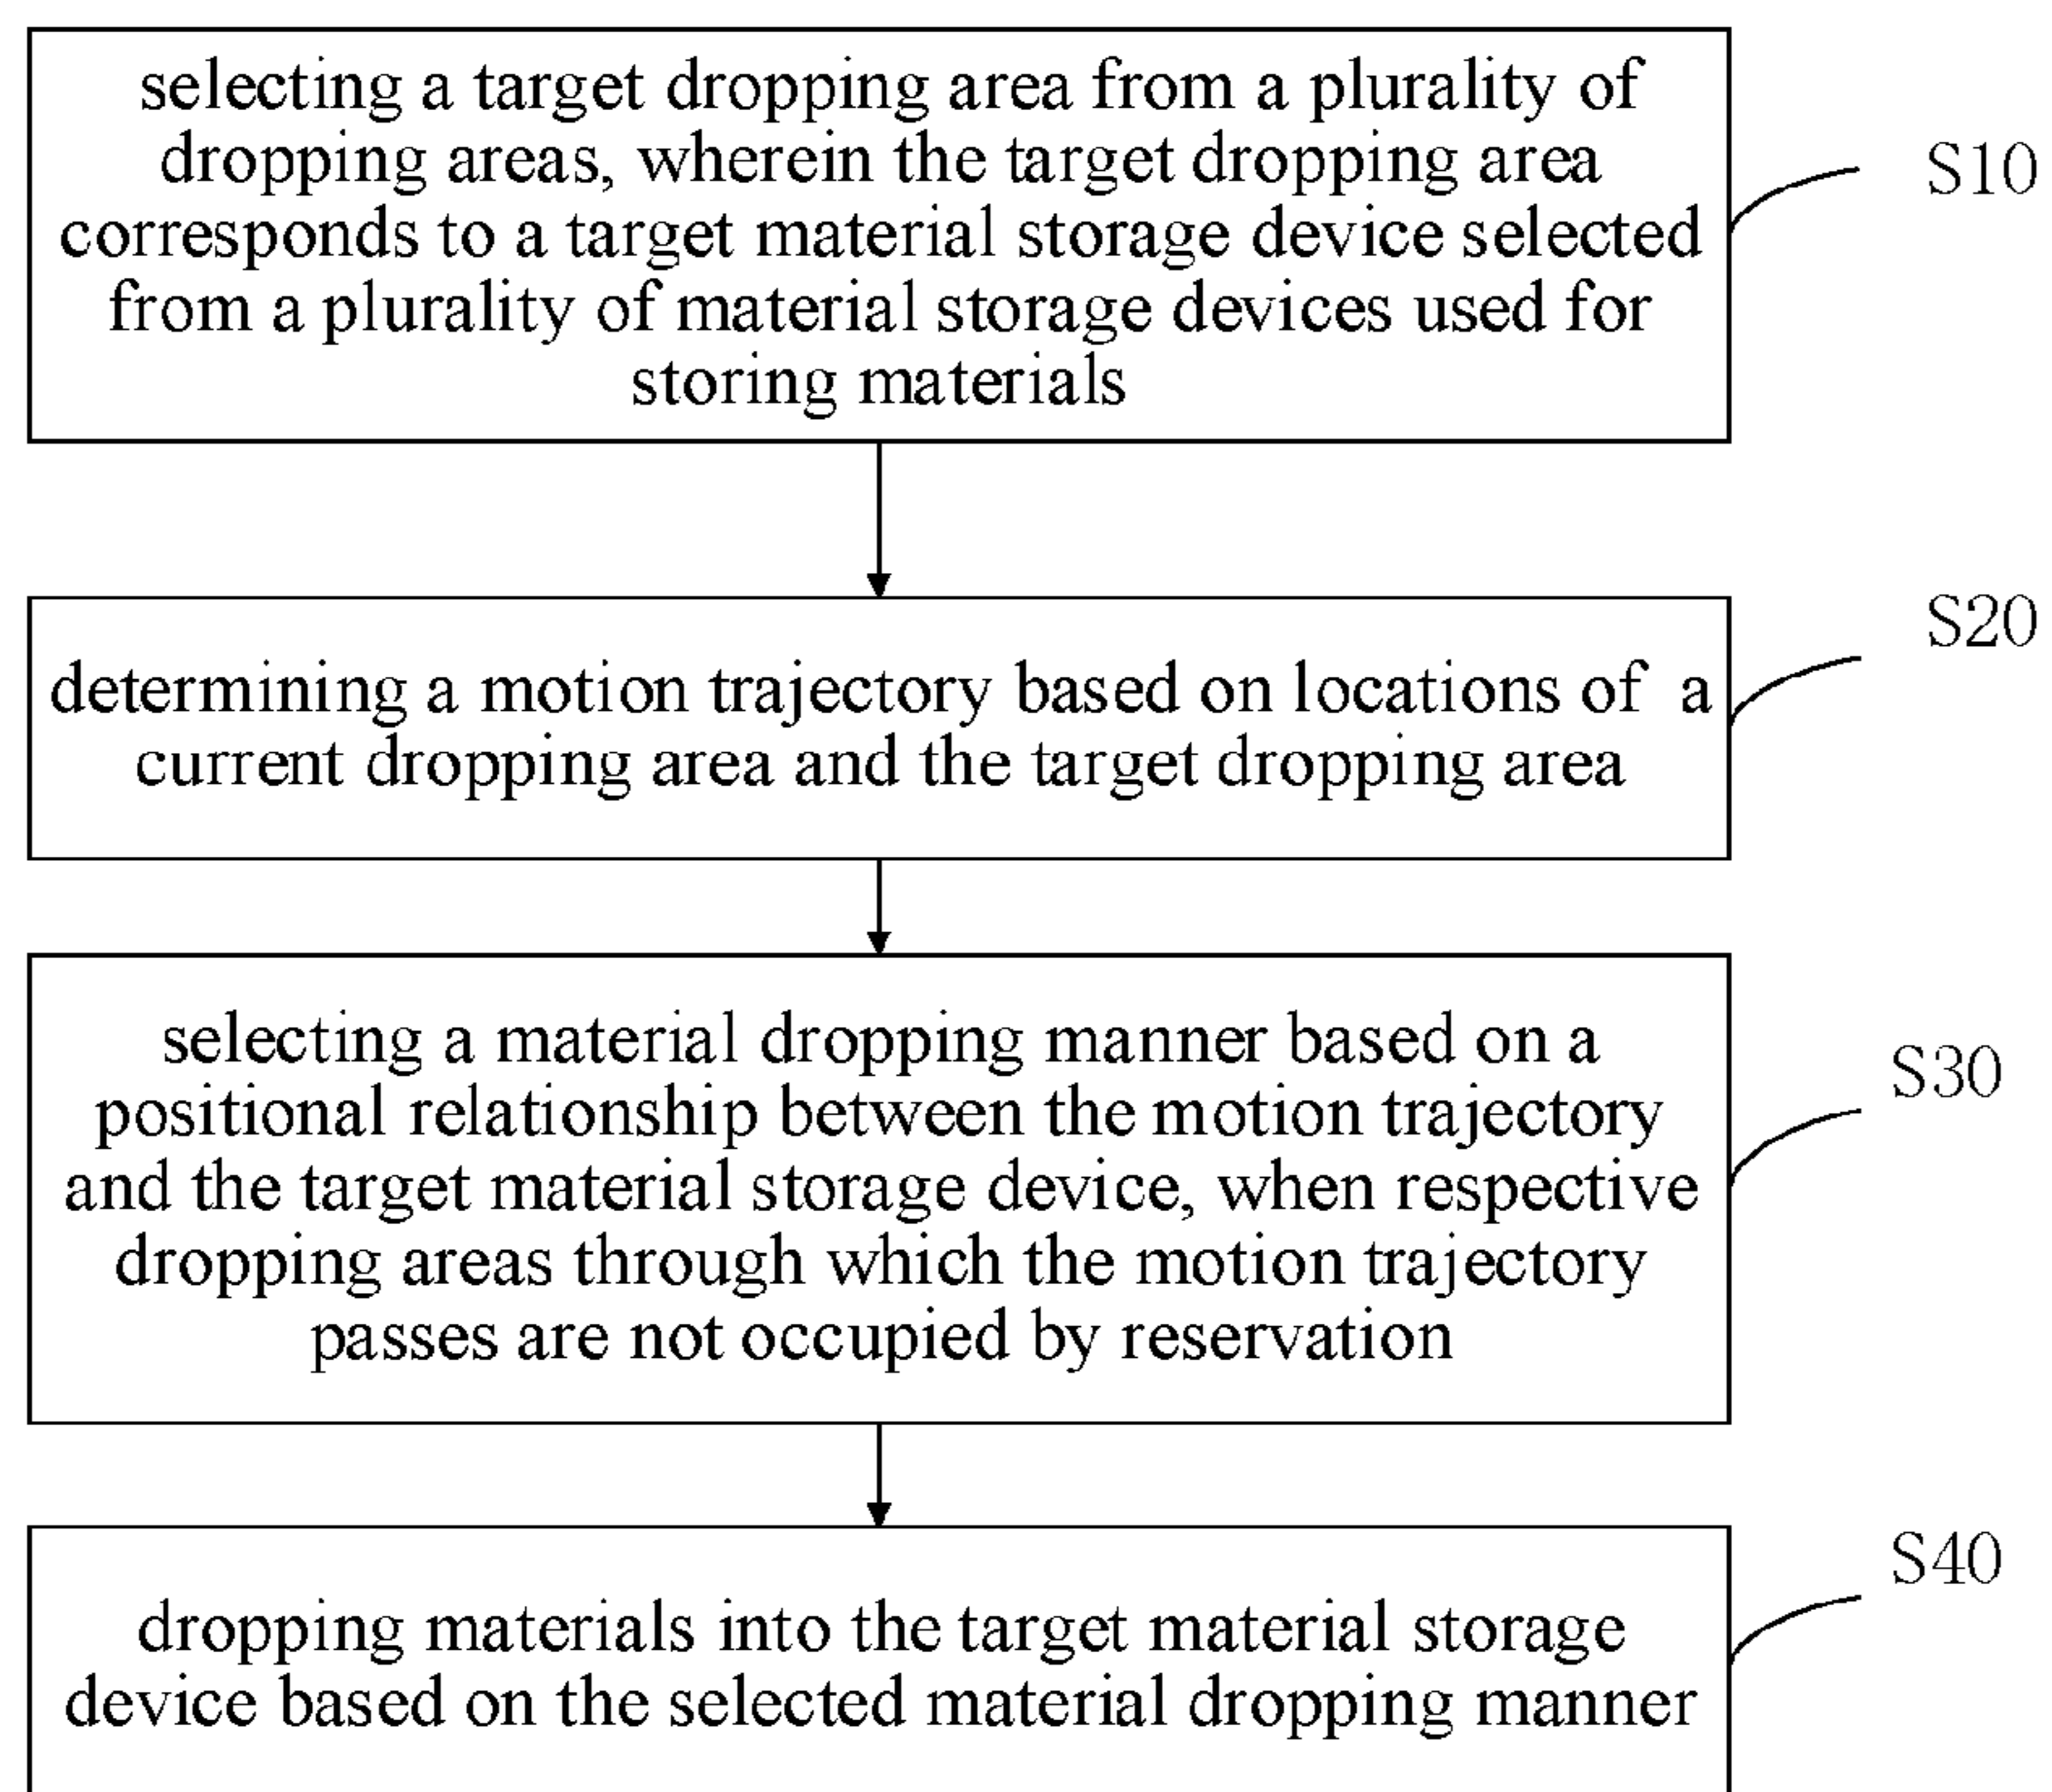 selecting a target dropping area from a plurality of
dropping areas, wherein the target dropping area
corresponds to a target material storage device selected
from a plurality of material storage devices used for
storing materials
S10
determining a motion trajectory based on locations of a
current dropping area and the target dropping area
S20
selecting a material dropping manner based on a
positional relationship between the motion trajectory
and the target material storage device, when respective
dropping areas through which the motion trajectory
passes are not occupied by reservation
S30
dropping materials into the target material storage
device based on the selected material dropping manner
S40